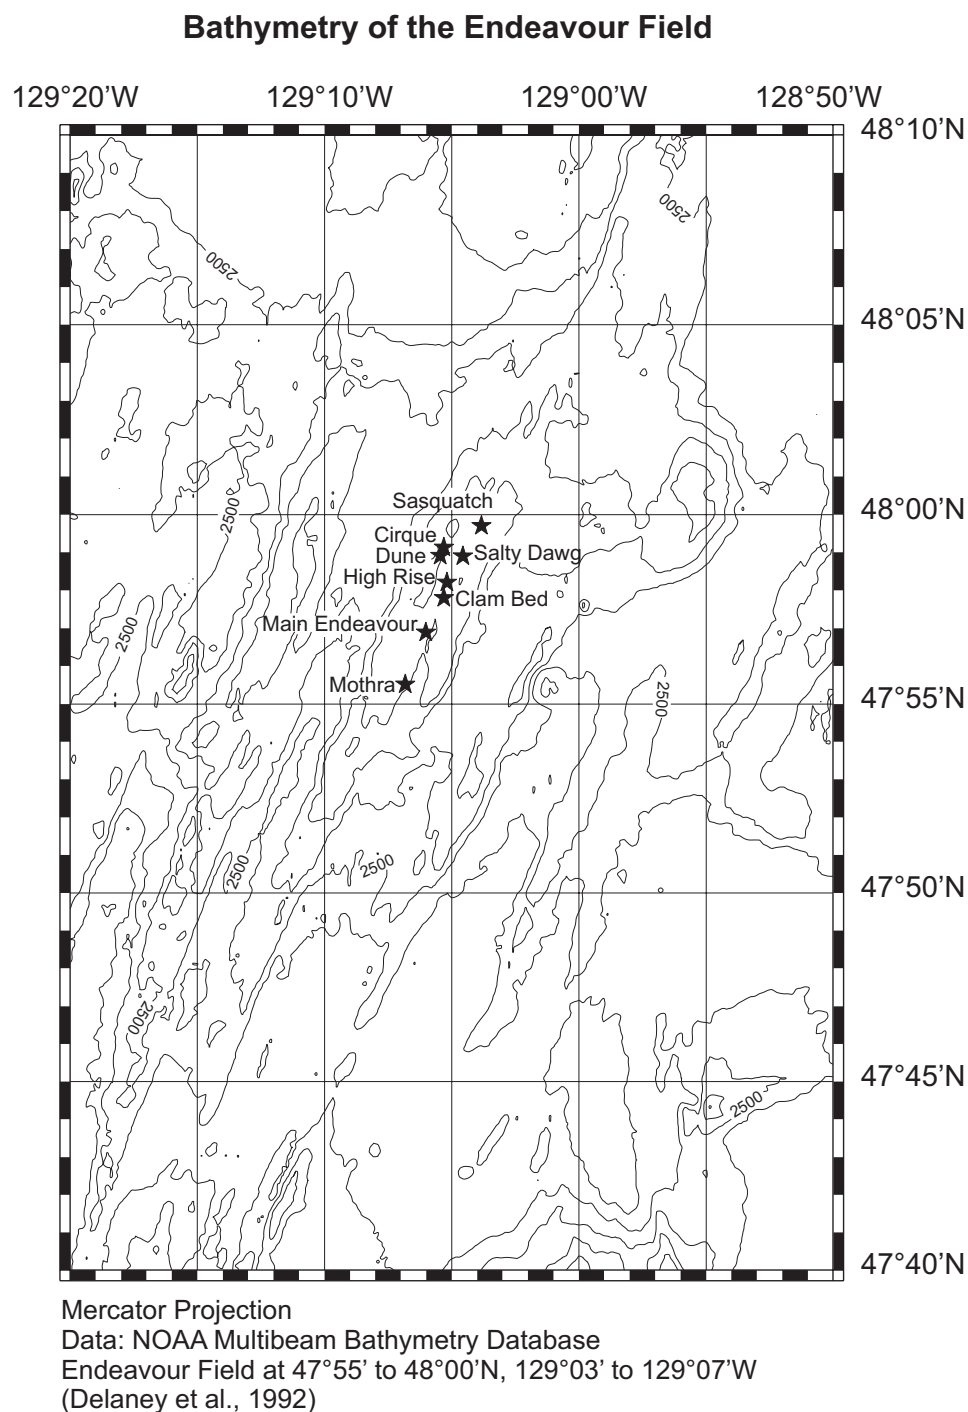 Bathymetry of the Endeavour Field
129°20’W 129°10’W 129°00’W 128°50’W
48°10’N
2500
2500
48°05’N
Sasquatch
48°00’N
2500
Cirque
Dune
Salty Dawg
High Rise
Clam Bed
Main Endeavour
2500
Mothra
2500
47°55’N
2500
2500
47°50’N
2500
47°45’N
2500
47°40’N
Mercator Projection
Data: NOAA Multibeam Bathymetry Database
Endeavour Field at 47°55’ to 48°00’N, 129°03’ to 129°07’W
(Delaney et al., 1992)